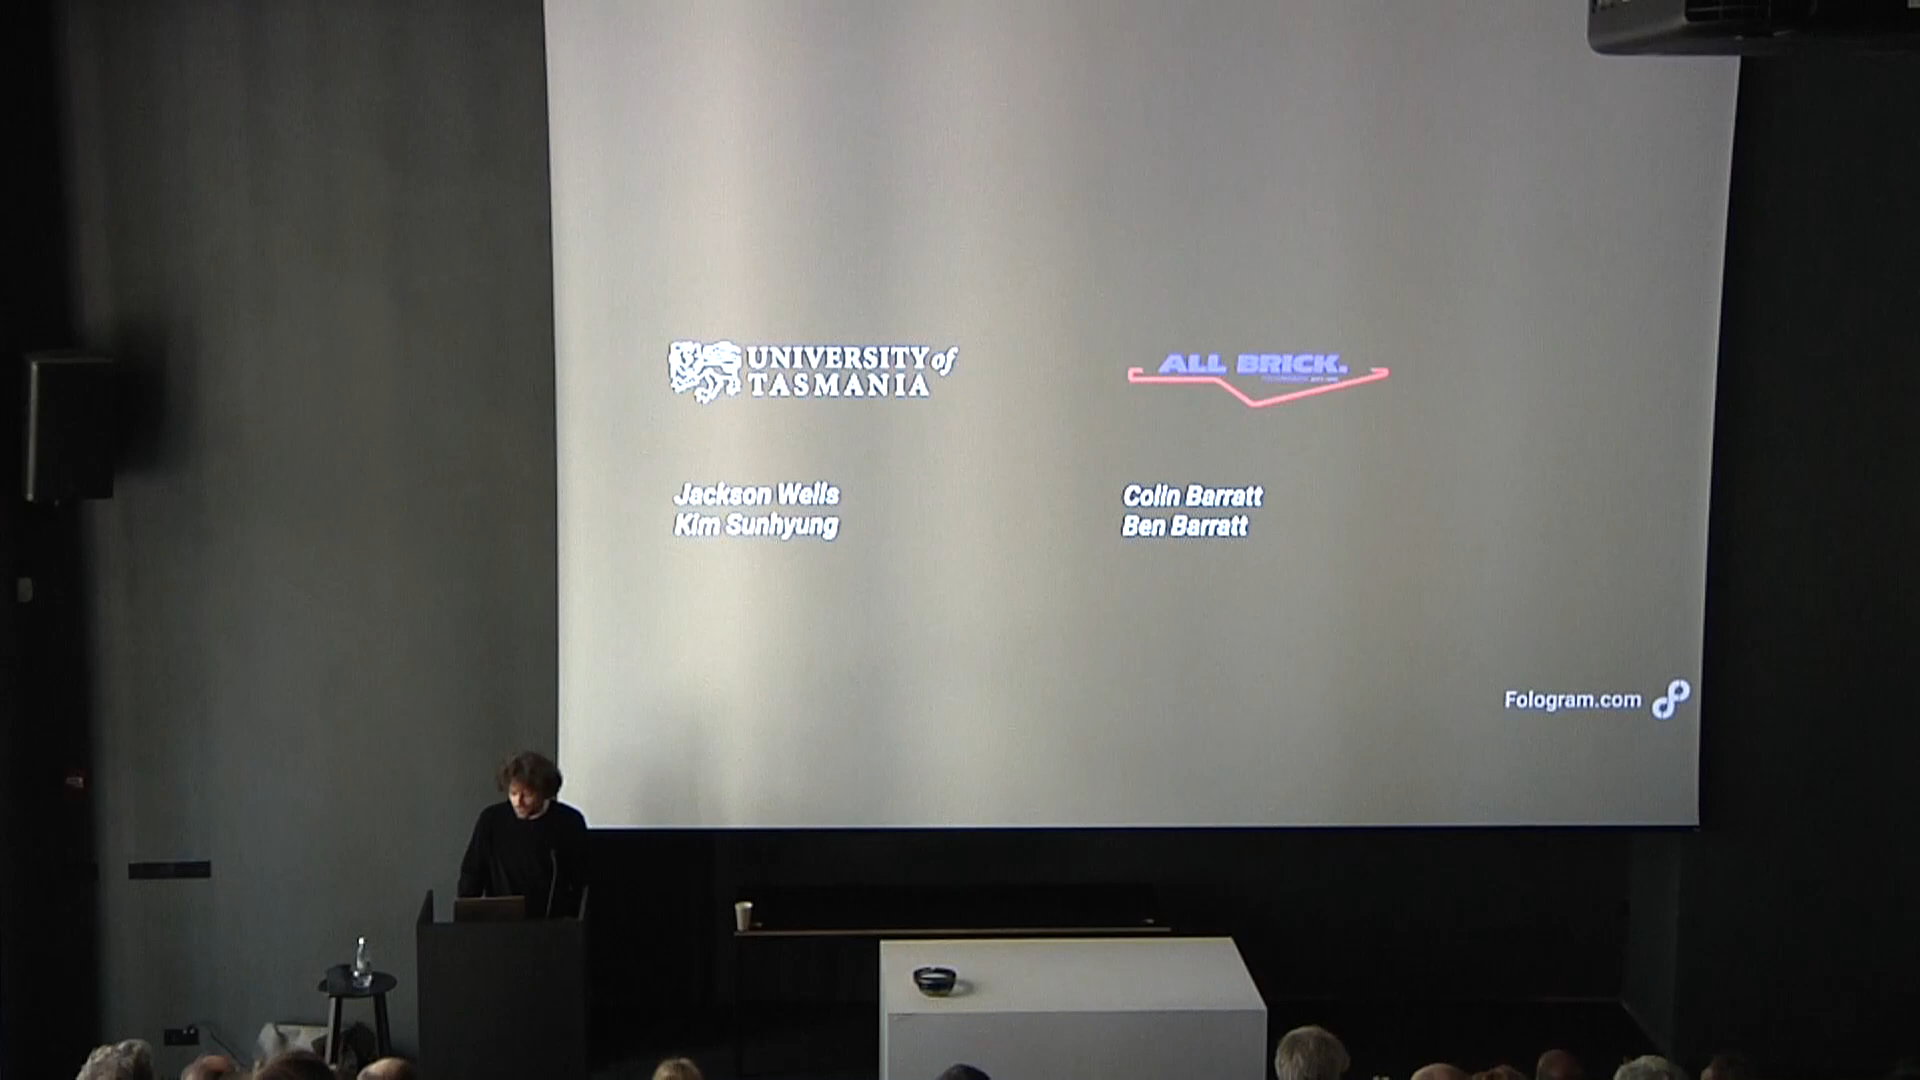 UNIVERSITY of
TASMANIA
ALL BRICK.
Jackson Wells
Kim Sunhyung
Colin Barratt
Ben Barratt
Fologram.com